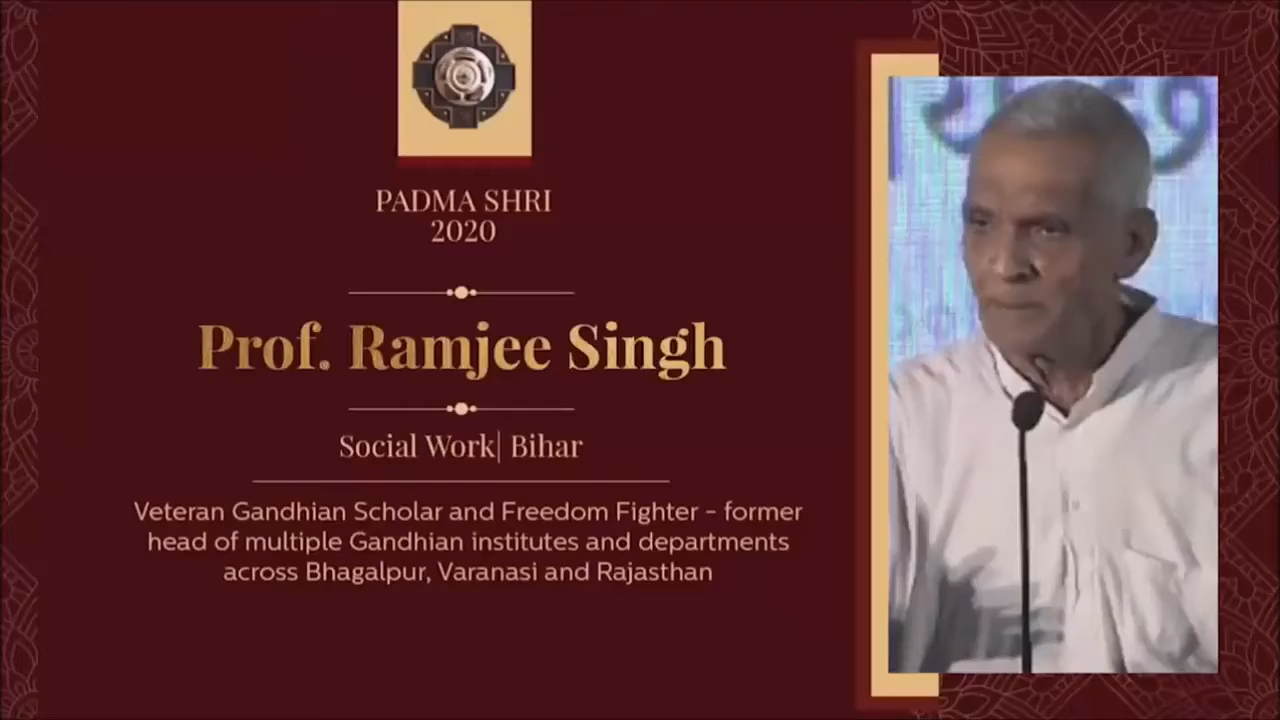 PADMA SHRI
2020
Prof. Ramjee Singh
Social Work| Bihar
Veteran Gandhian Scholar and Freedom Fighter – former
head of multiple Gandhian institutes and departments
across Bhagalpur, Varanasi and Rajasthan